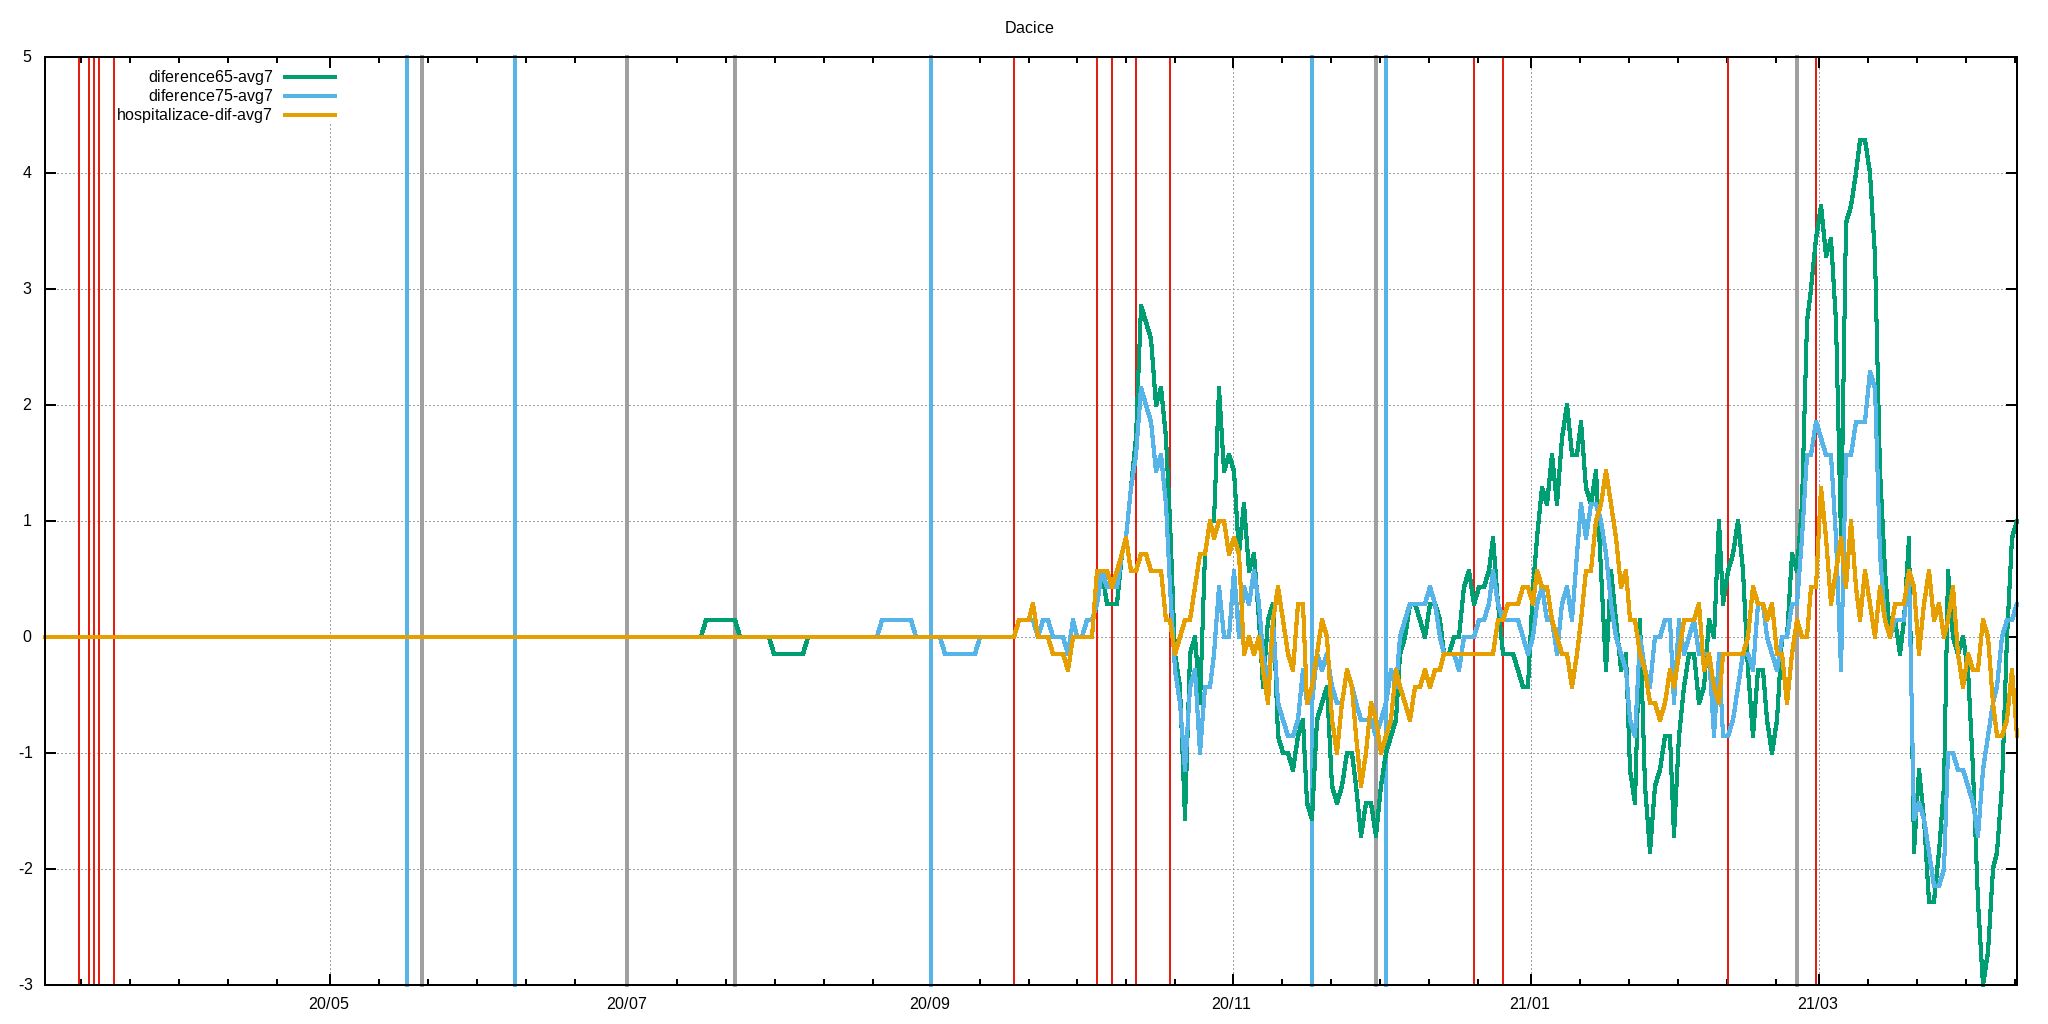 Dacice
diference65-avg7
diference75-avg7
hospitalizace-dif-avg7
5
4
3
2
1
0
-1
-2
-3
20/05 20/07 20/09 20/11 21/01 21/03